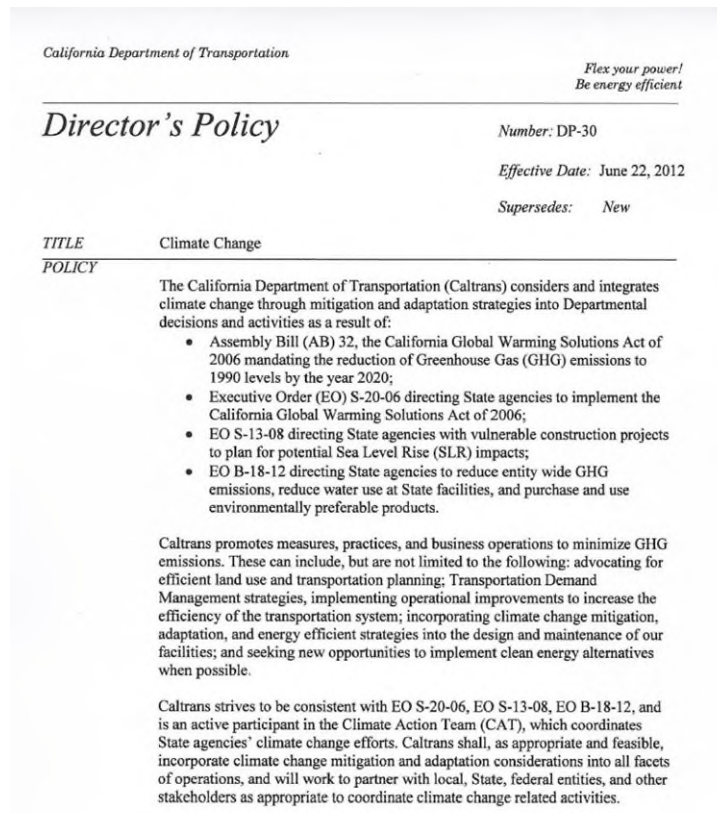 California Department of Transportation
Flex your power!
Be energy efficient
Director's Policy
Number: DP-30
Effective Date: June 22, 2012
Supersedes: New
TITLE Climate Change
POLICY
The California Department of Transportation (Caltrans) considers and integrates
climate change through mitigation and adaptation strategies into Departmental
decisions and activities as a result of:
• Assembly Bill (AB) 32, the California Global Warming Solutions Act of
2006 mandating the reduction of Greenhouse Gas (GHG) emissions to
1990 levels by the year 2020;
• Executive Order (EO) S-20-06 directing State agencies to implement the
California Global Warming Solutions Act of 2006;
• EO S-13-08 directing State agencies with vulnerable construction projects
to plan for potential Sea Level Rise (SLR) impacts;
• EO B-18-12 directing State agencies to reduce entity wide GHG
emissions, reduce water use at State facilities, and purchase and use
environmentally preferable products.
Caltrans promotes measures, practices, and business operations to minimize GHG
emissions. These can include, but are not limited to the following: advocating for
efficient land use and transportation planning; Transportation Demand
Management strategies, implementing operational improvements to increase the
efficiency of the transportation system; incorporating climate change mitigation,
adaptation, and energy efficient strategies into the design and maintenance of our
facilities; and seeking new opportunities to implement clean energy alternatives
when possible.
Caltrans strives to be consistent with EO S-20-06, EO S-13-08, EO B-18-12, and
is an active participant in the Climate Action Team (CAT), which coordinates
State agencies' climate change efforts. Caltrans shall, as appropriate and feasible,
incorporate climate change mitigation and adaptation considerations into all facets
of operations, and will work to partner with local, State, federal entities, and other
stakeholders as appropriate to coordinate climate change related activities.